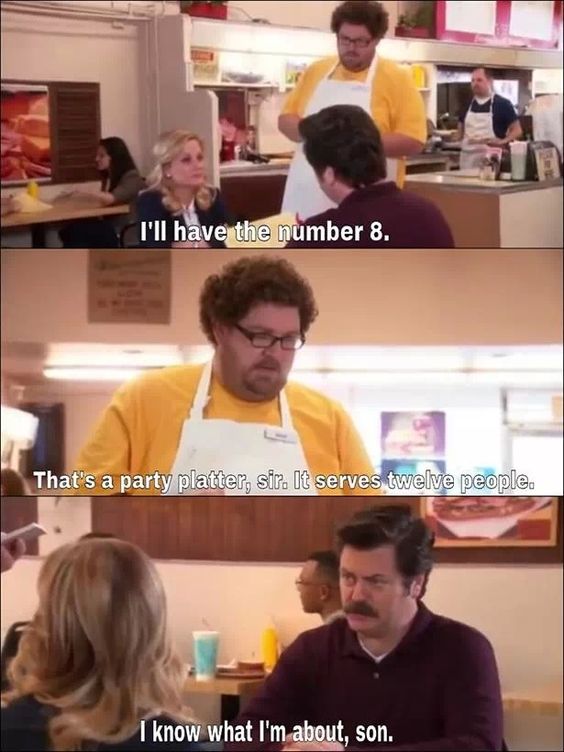 I'll have the number 8.
That's a party platter, sir. It serves twelve people.
I know what I'm about, son.